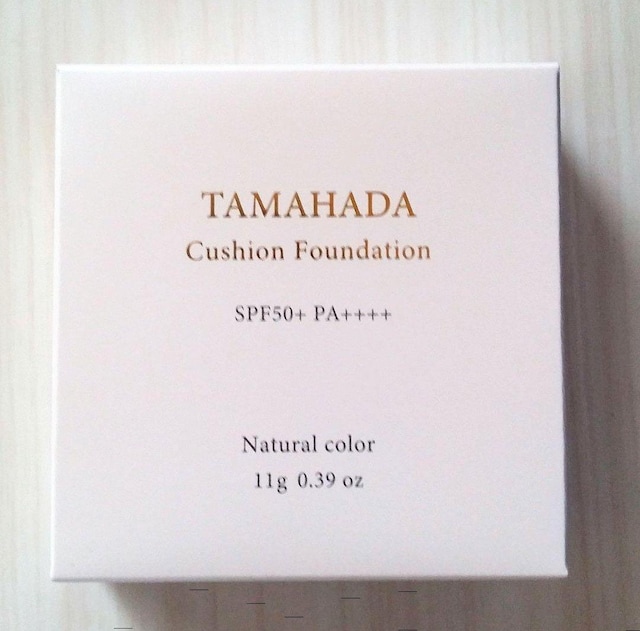 TAMAHADA
Cushion Foundation
SPF50+ PA++++
Natural color
11g 0.39 oz